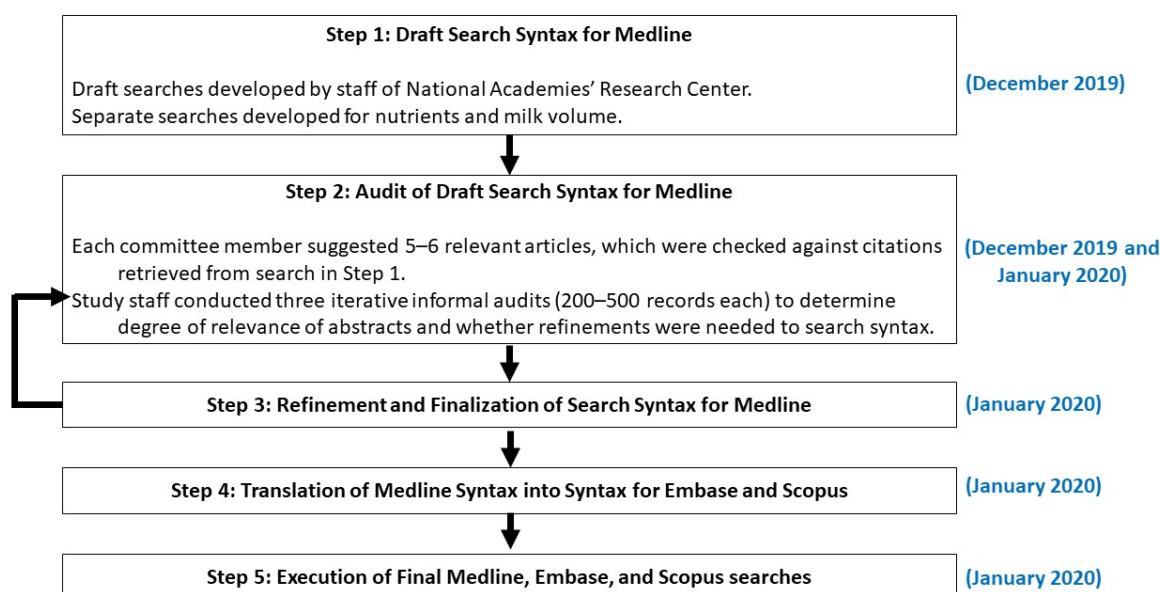 Step 1: Draft Search Syntax for Medline
Draft searches developed by staff of National Academies’ Research Center.
Separate searches developed for nutrients and milk volume.
(December 2019)
Step 2: Audit of Draft Search Syntax for Medline
Each committee member suggested 5–6 relevant articles, which were checked against citations
retrieved from search in Step 1.
Study staff conducted three iterative informal audits (200–500 records each) to determine
degree of relevance of abstracts and whether refinements were needed to search syntax.
(December 2019 and
January 2020)
Step 3: Refinement and Finalization of Search Syntax for Medline
(January 2020)
Step 4: Translation of Medline Syntax into Syntax for Embase and Scopus
(January 2020)
Step 5: Execution of Final Medline, Embase, and Scopus searches
(January 2020)